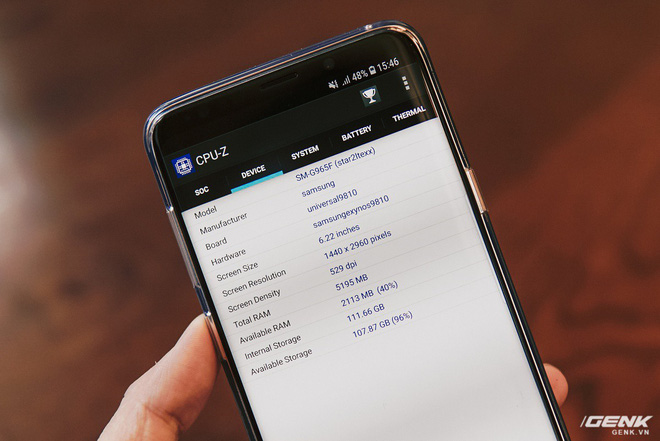 48% 15:46
CPU-Z
SOC DEVICE SYSTEM BATTERY THERMAL
Model SM-G965F (star2ltexx)
Manufacturer samsung
Board universal9810
Hardware samsungexynos9810
Screen Size 6.22 inches
Screen Resolution 1440 x 2960 pixels
Screen Density 529 dpi
Total RAM 5195 MB
Available RAM 2113 MB (40%)
Internal Storage 111.66 GB
Available Storage 107.87 GB (96%)
/GENK
GENK.VN